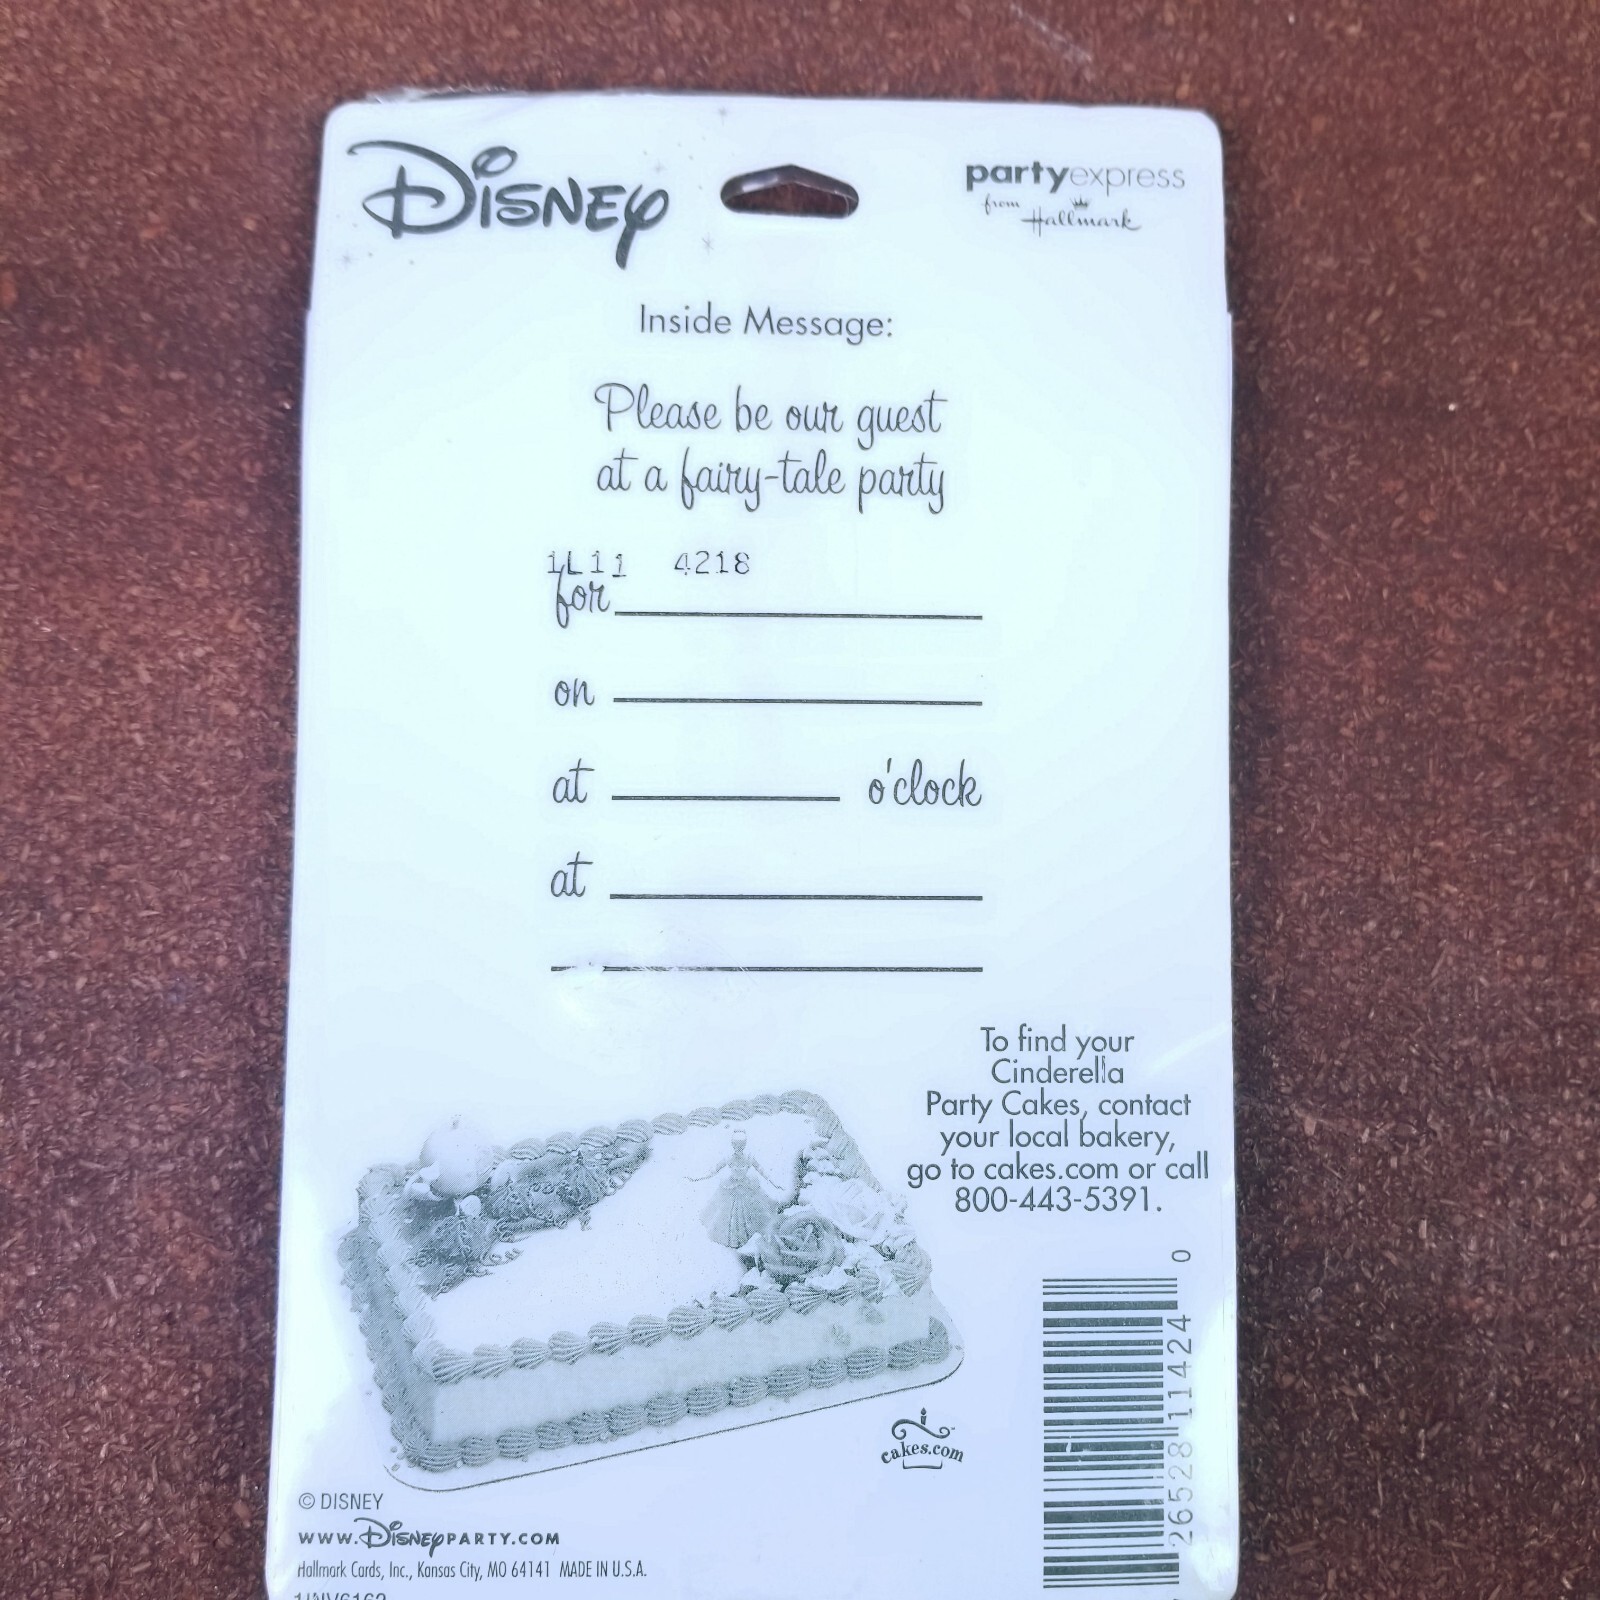 Disney
partyexpress
from Hallmark
Inside Message:
Please be our guest
at a fairy-tale party
1L11 4218
for
on
at o'clock
at
To find your
Cinderella
Party Cakes, contact
your local bakery,
go to cakes.com or call
800-443-5391.
0
26528 11424
cakes.com
© DISNEY
WWW.DISNEYPARTY.COM
Hallmark Cards, Inc., Kansas City, MO 64141 MADE IN U.S.A.